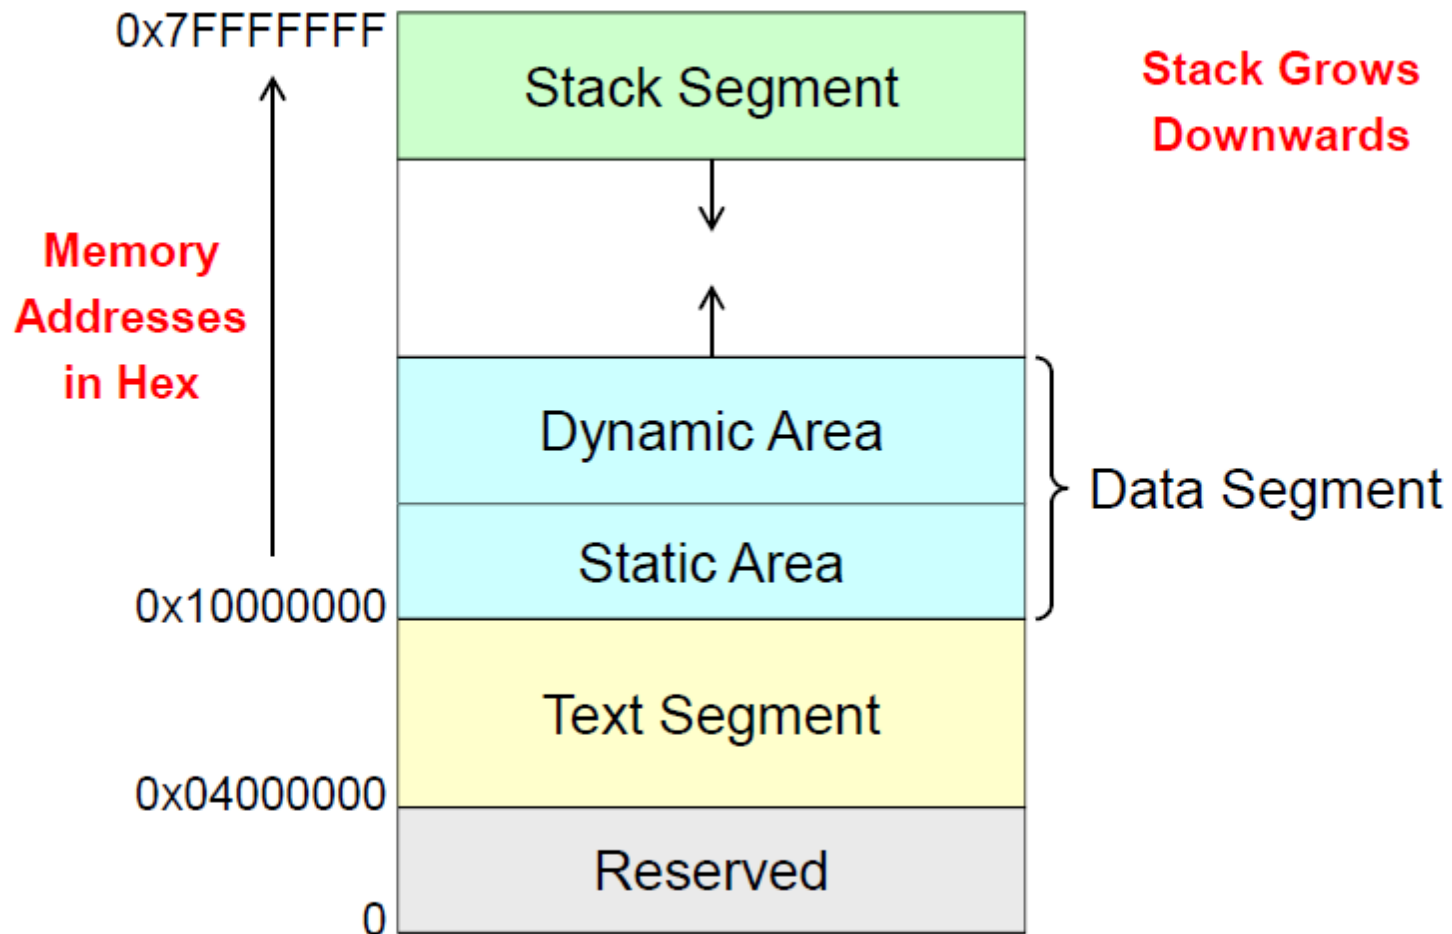 0x7FFFFFFF
Stack Segment
Stack Grows
Downwards
Memory
Addresses
in Hex
Dynamic Area
Data Segment
Static Area
0x10000000
Text Segment
0x04000000
Reserved
0